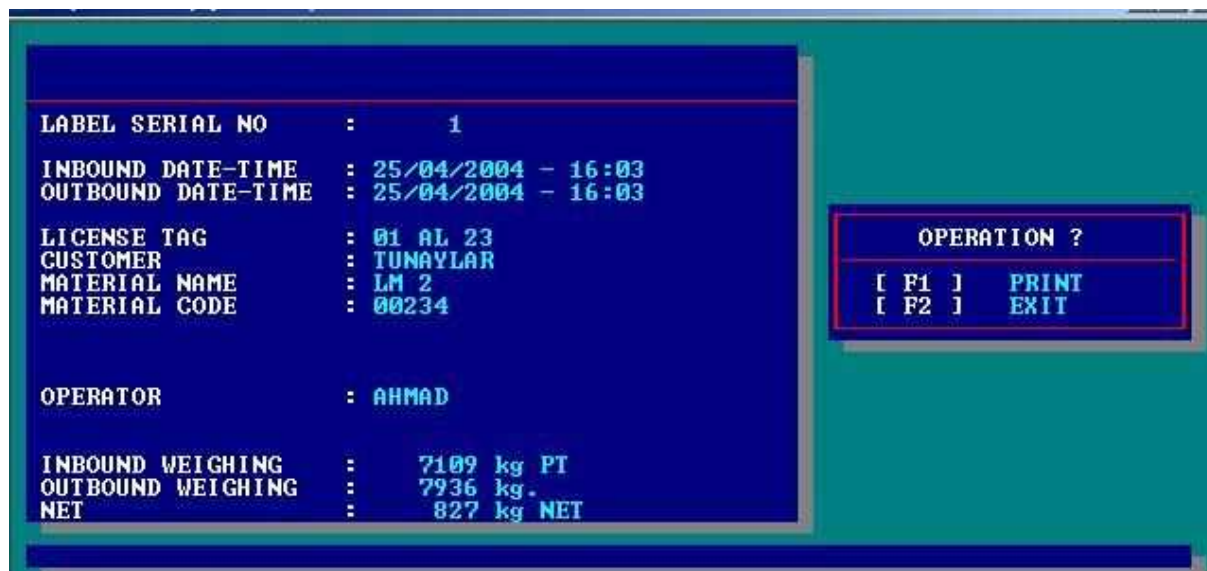 LABEL SERIAL NO : 1
INBOUND DATE-TIME : 25/04/2004 - 16:03
OUTBOUND DATE-TIME : 25/04/2004 - 16:03
LICENSE TAG : 01 AL 23
CUSTOMER : TUNAYLAR
MATERIAL NAME : LM 2
MATERIAL CODE : 00234
OPERATOR : AHMAD
INBOUND WEIGHING : 7109 kg PT
OUTBOUND WEIGHING : 7936 kg.
NET : 827 kg NET
OPERATION ?
[ F1 ] PRINT
[ F2 ] EXIT